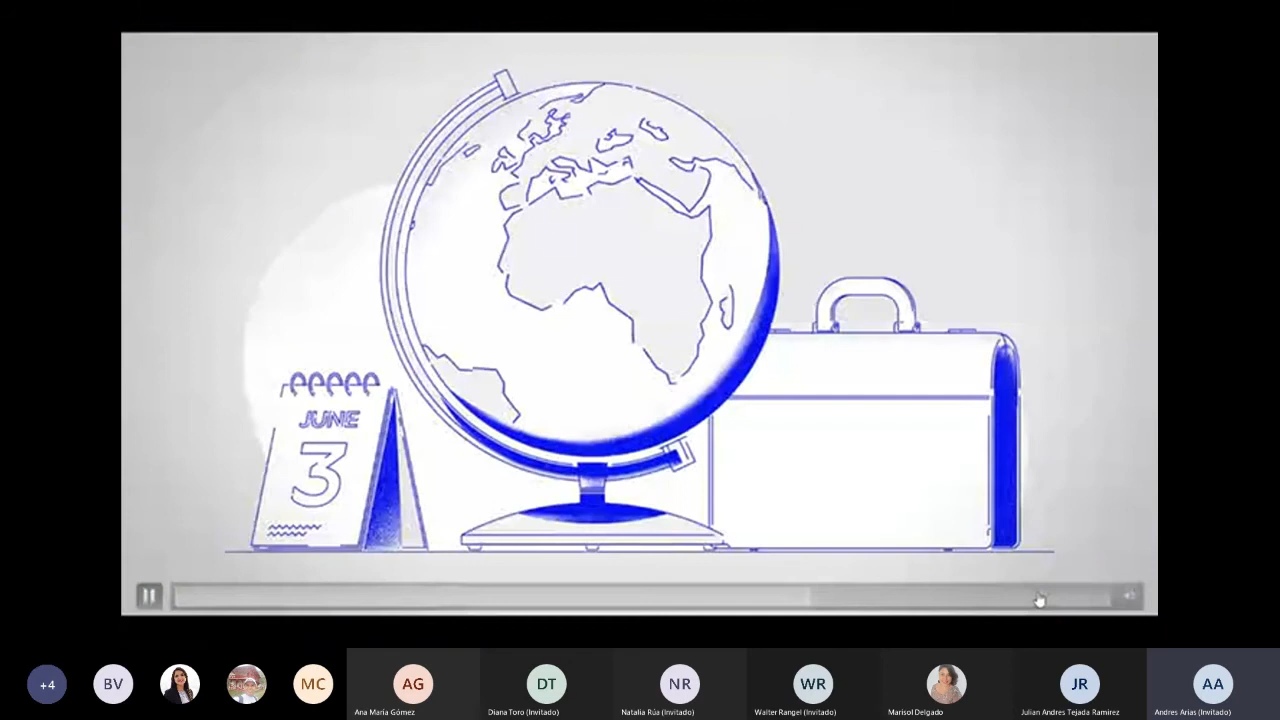 JUNE
3
+4
BV
MC
AG
DT
NR
WR
JR
AA
Ana María Gómez
Diana Toro (Invitado)
Natalia Rúa (Invitado)
Walter Rangel (Invitado)
Marisol Delgado
Julian Andres Tejada Ramirez
Andres Arias (Invitado)